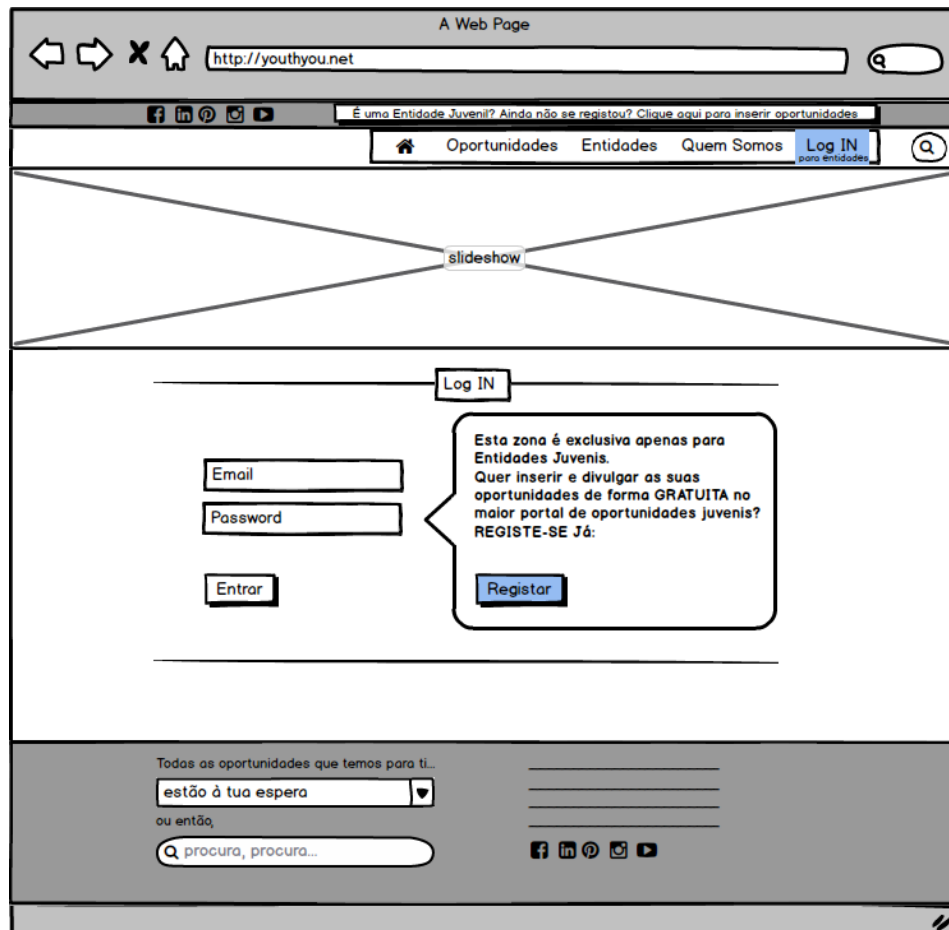 A Web Page
http://youthyou.net
É uma Entidade Juvenil? Ainda não se registou? Clique aqui para inserir oportunidades
Oportunidades Entidades Quem Somos Log IN
para entidades
slideshow
Log IN
Email
Password
Entrar
Esta zona é exclusiva apenas para
Entidades Juvenis.
Quer inserir e divulgar as suas
oportunidades de forma GRATUITA no
maior portal de oportunidades juvenis?
REGISTE-SE Já:
Registar
Todas as oportunidades que temos para ti...
estão à tua espera
ou então,
procura, procura...